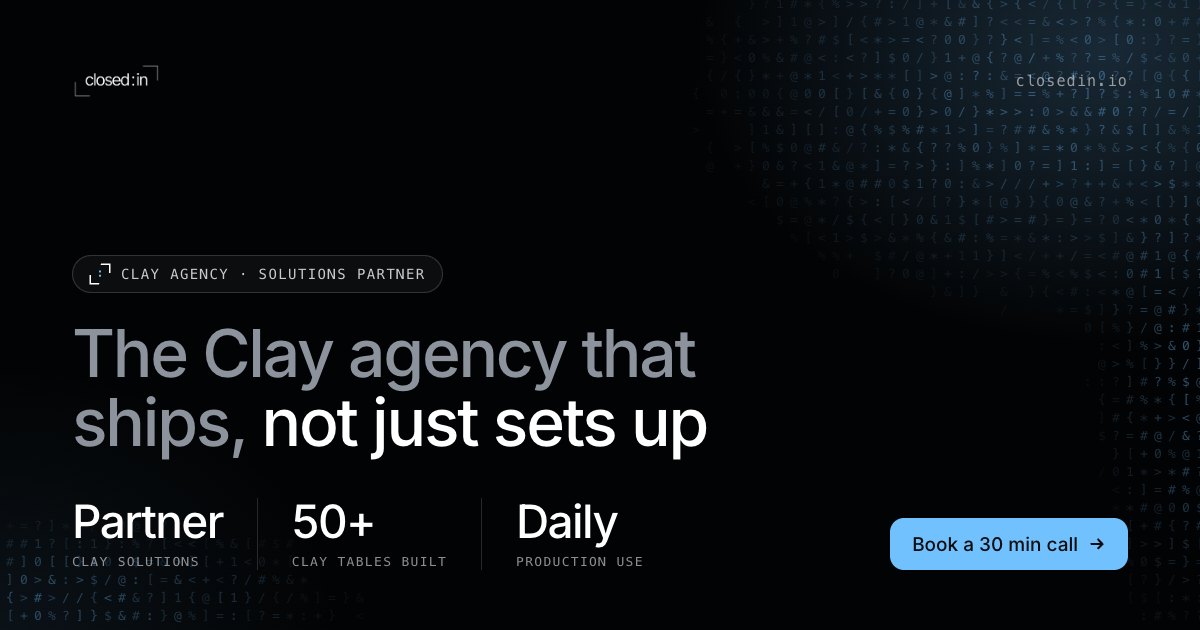 closed:in
closedin.io
CLAY AGENCY · SOLUTIONS PARTNER
The Clay agency that
ships, not just sets up
Partner
CLAY SOLUTIONS
50+
CLAY TABLES BUILT
Daily
PRODUCTION USE
Book a 30 min call →